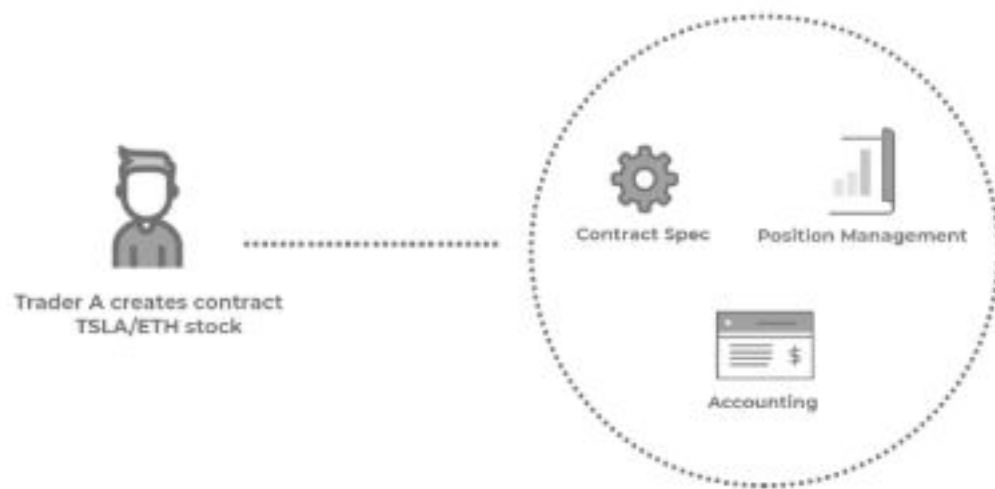 Trader A creates contract
TSLA/ETH stock
Contract Spec
Position Management
$
Accounting